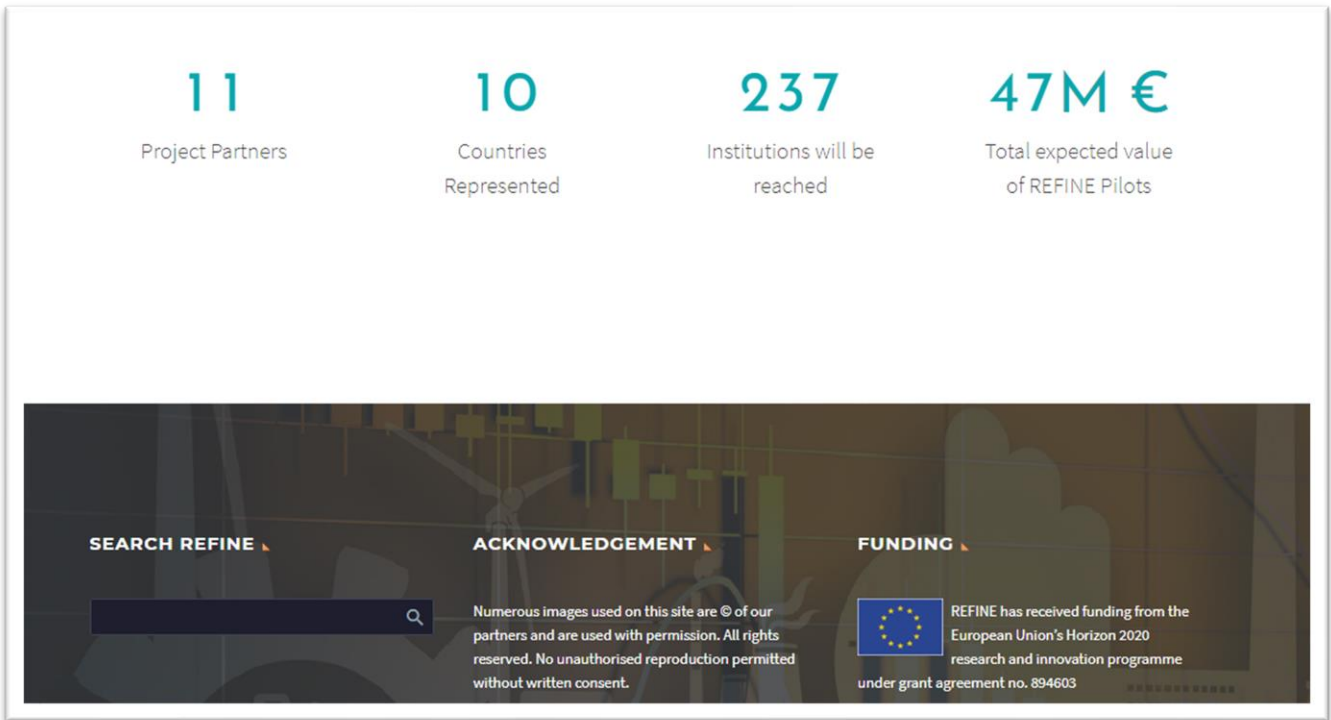 11
Project Partners
10
Countries
Represented
237
Institutions will be
reached
47M €
Total expected value
of REFINE Pilots
SEARCH REFINE
ACKNOWLEDGEMENT
Numerous images used on this site are © of our
partners and are used with permission. All rights
reserved. No unauthorised reproduction permitted
without written consent.
FUNDING
REFINE has received funding from the
European Union's Horizon 2020
research and innovation programme
under grant agreement no. 894603